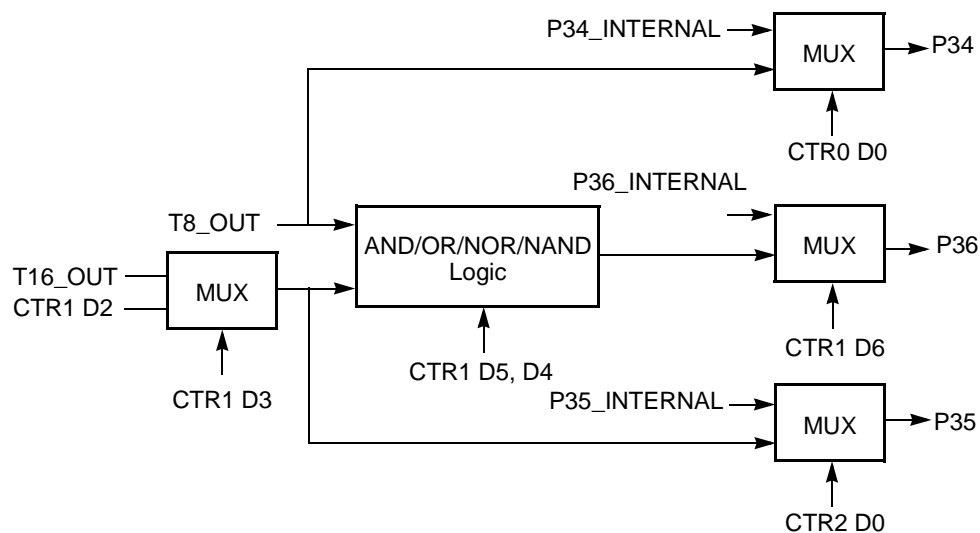 P34_INTERNAL
MUX
P34
CTR0 D0
P36_INTERNAL
T8_OUT
AND/OR/NOR/NAND
Logic
MUX
P36
T16_OUT
CTR1 D2
MUX
CTR1 D6
CTR1 D5, D4
CTR1 D3
P35_INTERNAL
MUX
P35
CTR2 D0